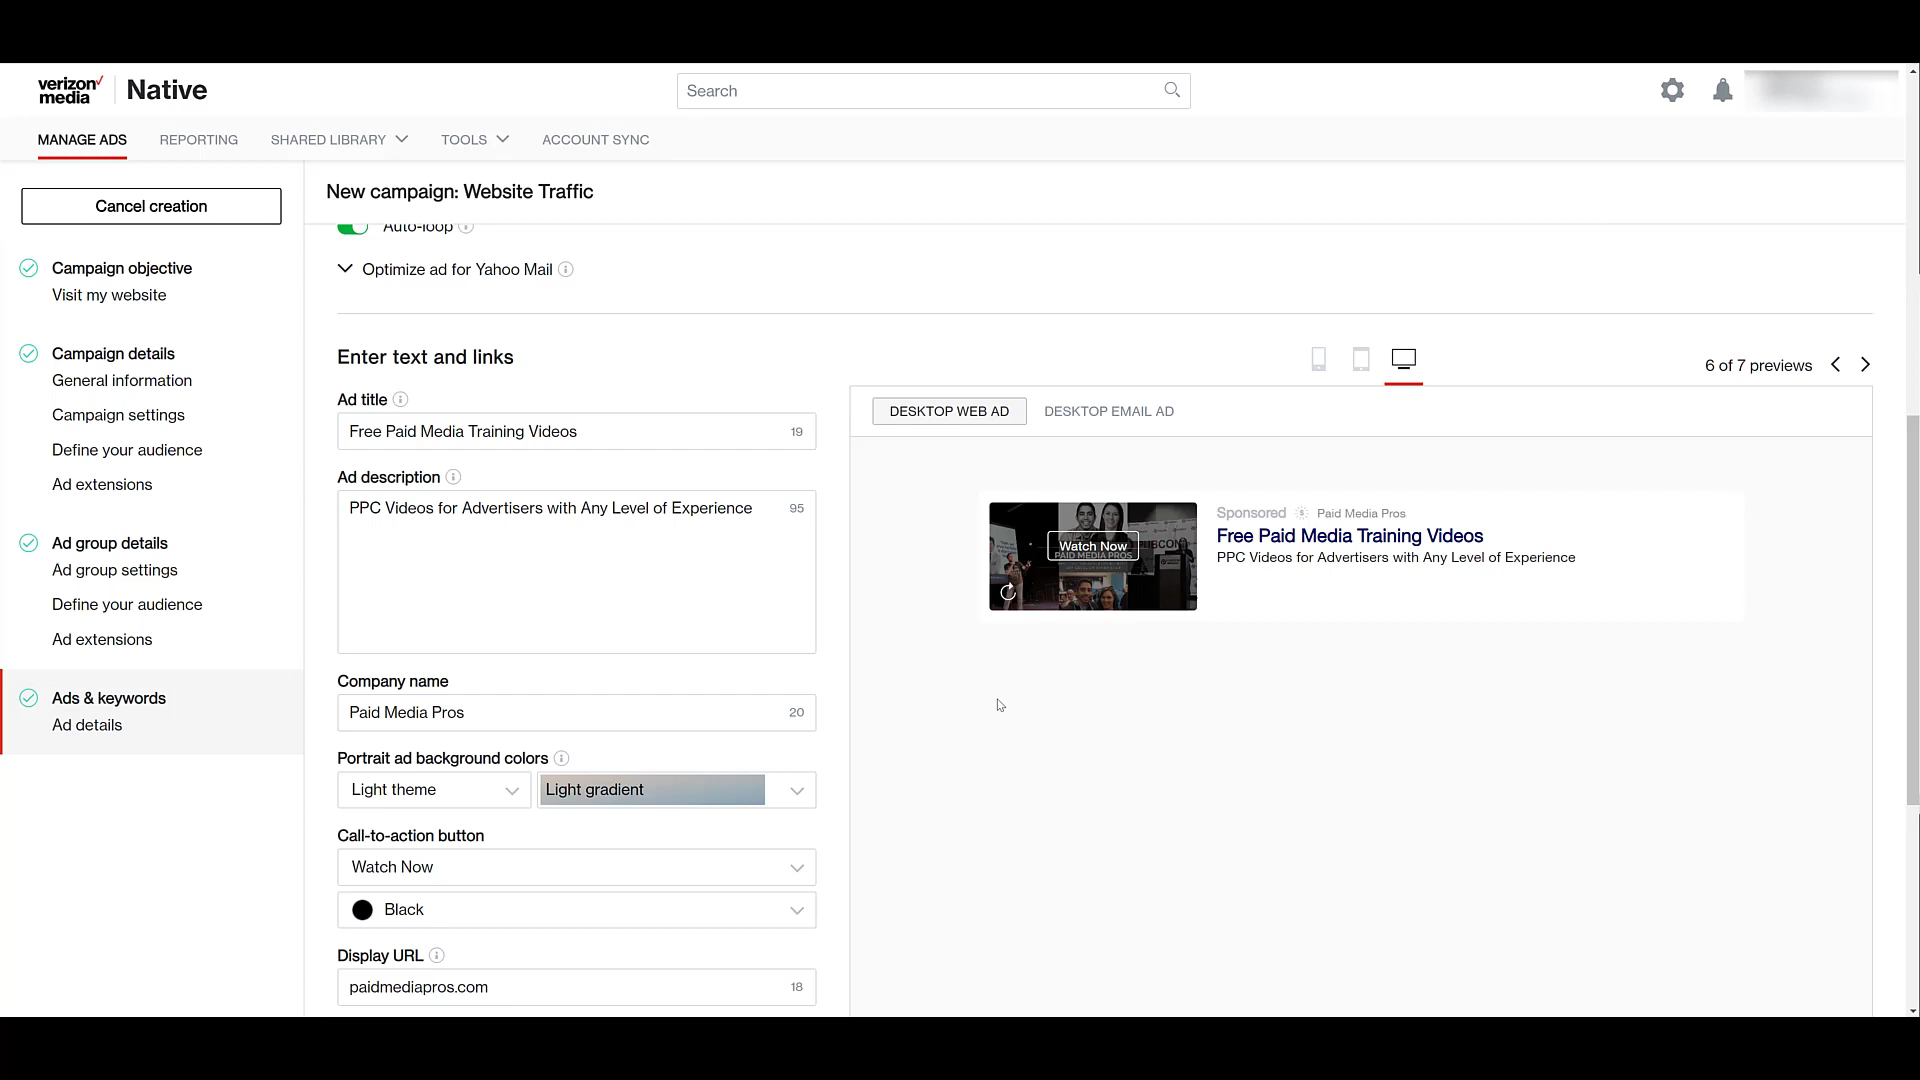 verizon
media
Native
Search
MANAGE ADS
REPORTING
SHARED LIBRARY
TOOLS
ACCOUNT SYNC
Cancel creation
New campaign: Website Traffic
Campaign objective
Visit my website
Campaign details
General information
Campaign settings
Define your audience
Ad extensions
Ad group details
Ad group settings
Define your audience
Ad extensions
Ads & keywords
Ad details
Auto-loop
Optimize ad for Yahoo Mail
Enter text and links
Ad title
Free Paid Media Training Videos 19
Ad description
PPC Videos for Advertisers with Any Level of Experience 95
Company name
Paid Media Pros 20
Portrait ad background colors
Light theme
Light gradient
Call-to-action button
Watch Now
Black
Display URL
paidmediapros.com 18
6 of 7 previews
DESKTOP WEB AD
DESKTOP EMAIL AD
Watch Now
PAID MEDIA PROS
Sponsored Paid Media Pros
Free Paid Media Training Videos
PPC Videos for Advertisers with Any Level of Experience